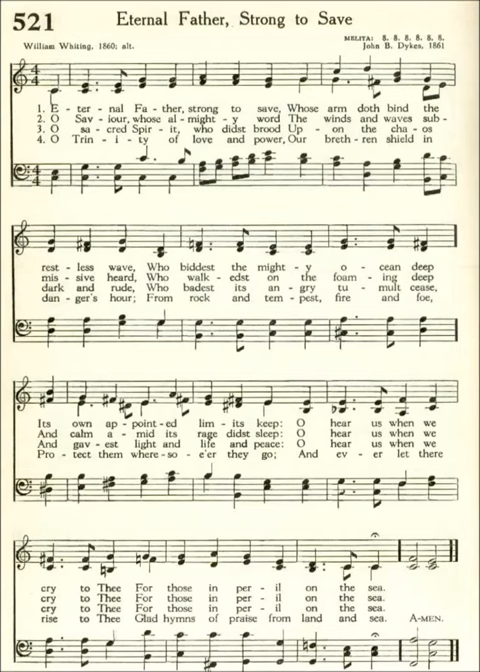 521
Eternal Father, Strong to Save
MELITA: 8. 8. 8. 8. 8. 8.
William Whiting, 1860; alt.
John B. Dykes, 1861
1. E - ter - nal Fa - ther, strong to save, Whose arm doth bind the
2. O Sav - iour, whose al - might - y word The winds and waves sub -
3. O sa - cred Spir - it, who didst brood Up - on the cha - os
4. O Trin - i - ty of love and power, Our breth - ren shield in
rest - less wave, Who biddest the might - y o - cean deep
mis - sive heard, Who walk - edst on the foam - ing deep
dark and rude, Who badest its an - gry tu - mult cease,
dan - ger's hour; From rock and tem - pest, fire and foe,
Its own ap - point - ed lim - its keep: O hear us when we
And calm a - mid its rage didst sleep: O hear us when we
And gav - est light and life and peace: O hear us when we
Pro - tect them where - so - e'er they go; And ev - er let there
cry to Thee For those in per - il on the sea.
cry to Thee For those in per - il on the sea.
cry to Thee For those in per - il on the sea.
rise to Thee Glad hymns of praise from land and sea. A-MEN.